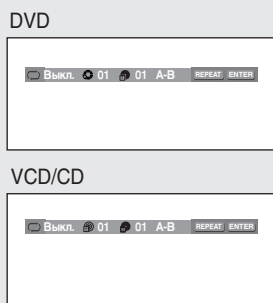 DVD
Выкл. 01 01 A-B REPEAT ENTER
VCD/CD
Выкл. 01 01 A-B REPEAT ENTER